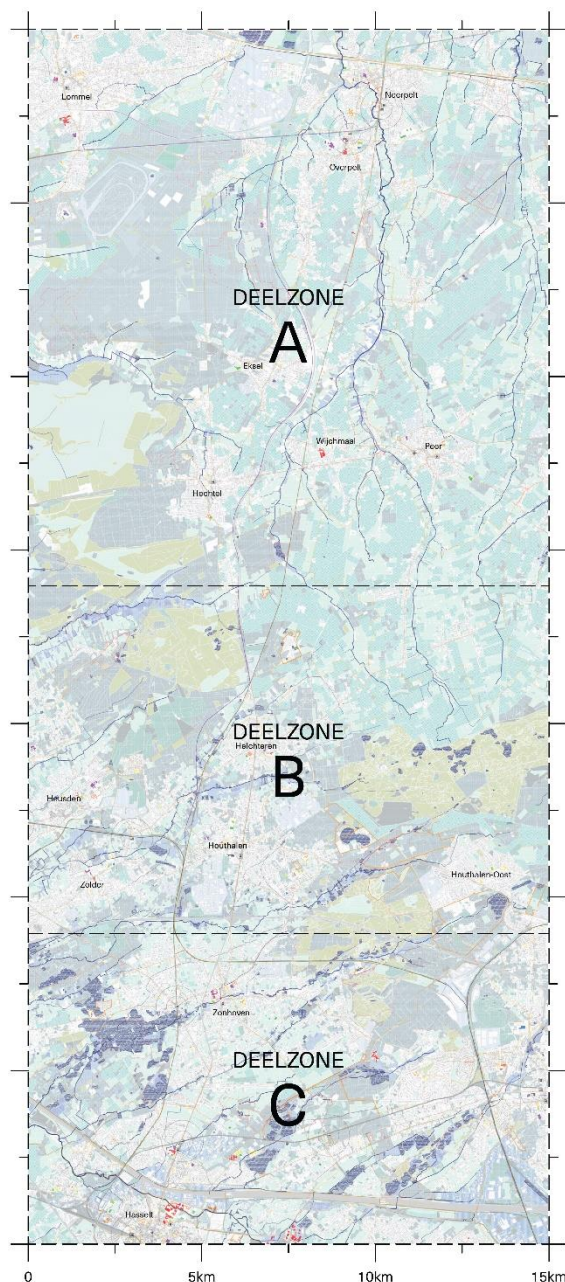 Lommel
Neerpelt
Overpelt
DEELZONE
A
Eksel
Wijchmaal
Peer
Hechtel
DEELZONE
Helchteren
B
Heusden
Houthalen
Zolder
Houthalen-Oost
Zonhoven
DEELZONE
C
Hasselt
0
5km
10km
15km